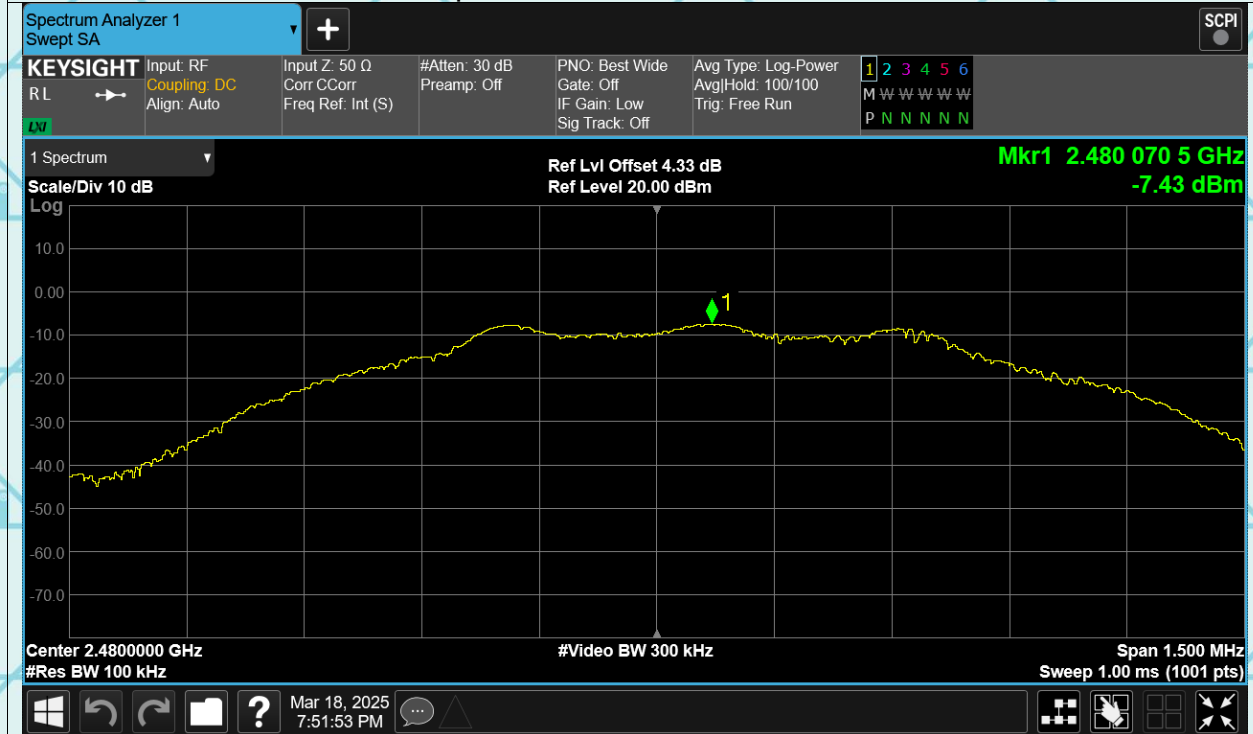 Spectrum Analyzer 1
Swept SA
SCPI
KEYSIGHT
RL
LXI
Input: RF
Coupling: DC
Align: Auto
Input Z: 50 Ω
Corr CCorr
Freq Ref: Int (S)
#Atten: 30 dB
Preamp: Off
PNO: Best Wide
Gate: Off
IF Gain: Low
Sig Track: Off
Avg Type: Log-Power
Avg|Hold: 100/100
Trig: Free Run
1 2 3 4 5 6
M W W W W W
P N N N N N
1 Spectrum
Scale/Div 10 dB
Log
Ref Lvl Offset 4.33 dB
Ref Level 20.00 dBm
Mkr1 2.480 070 5 GHz
-7.43 dBm
10.0
0.00
-10.0
-20.0
-30.0
-40.0
-50.0
-60.0
-70.0
1
Center 2.4800000 GHz
#Res BW 100 kHz
#Video BW 300 kHz
Span 1.500 MHz
Sweep 1.00 ms (1001 pts)
?
Mar 18, 2025
7:51:53 PM